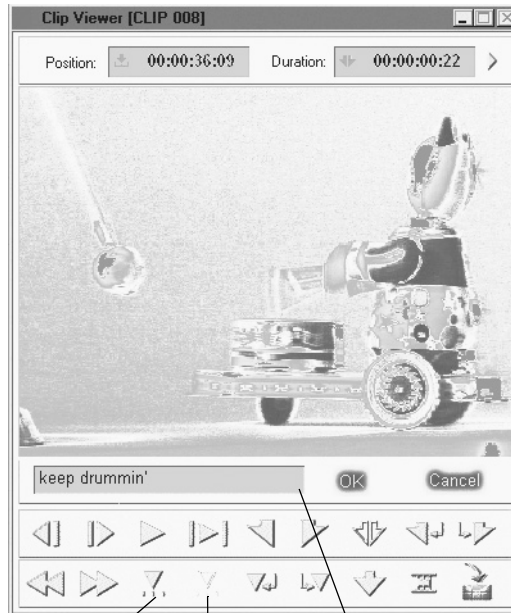 Clip Viewer [CLIP 008]
Position: 00:00:36:09 Duration: 00:00:00:22
keep drummin' OK Cancel